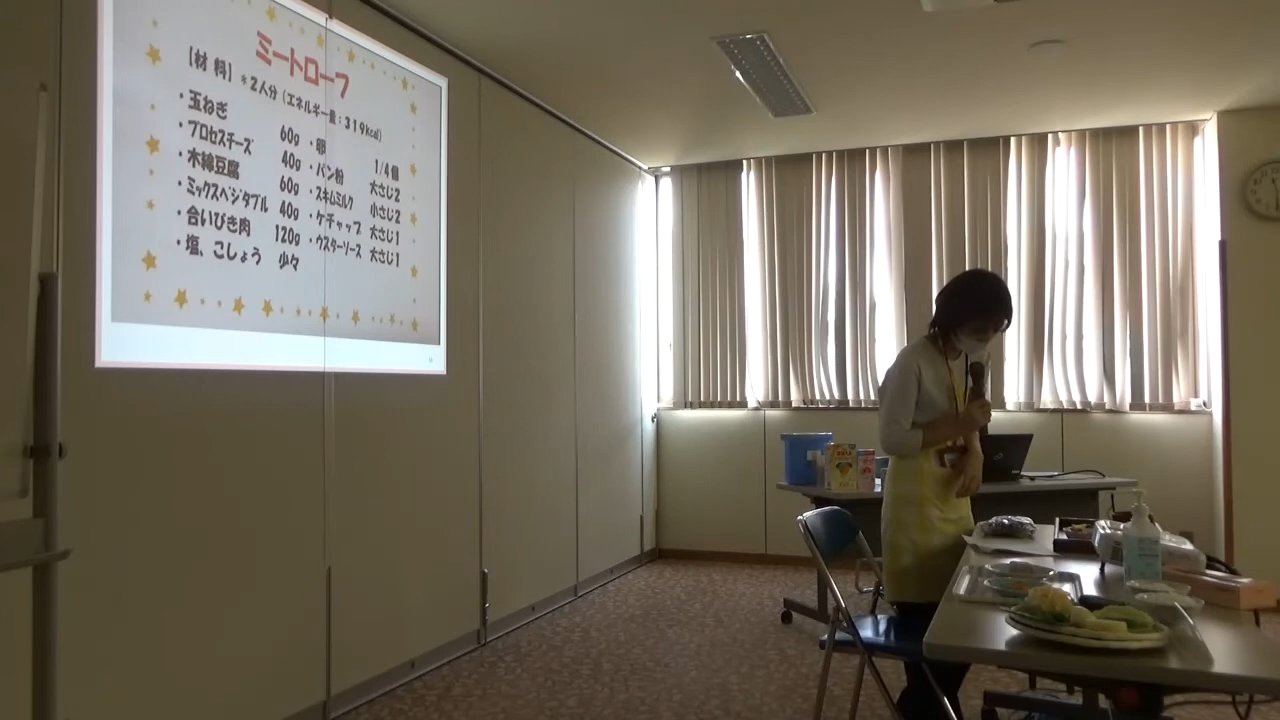 ミートローフ
【材料】*2人分(エネルギー量:319kcal)
・玉ねぎ 60g ・卵 1/4個
・プロセスチーズ 40g ・パン粉 大さじ2
・木綿豆腐 60g ・スキムミルク 小さじ2
・ミックスベジタブル 40g ・ケチャップ 大さじ1
・合いびき肉 120g ・ウスターソース 大さじ1
・塩、こしょう 少々